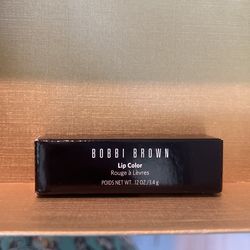 BOBBI BROWN
Lip Color
Rouge à Lèvres
POIDS NET WT. .12 OZ/3.4 g